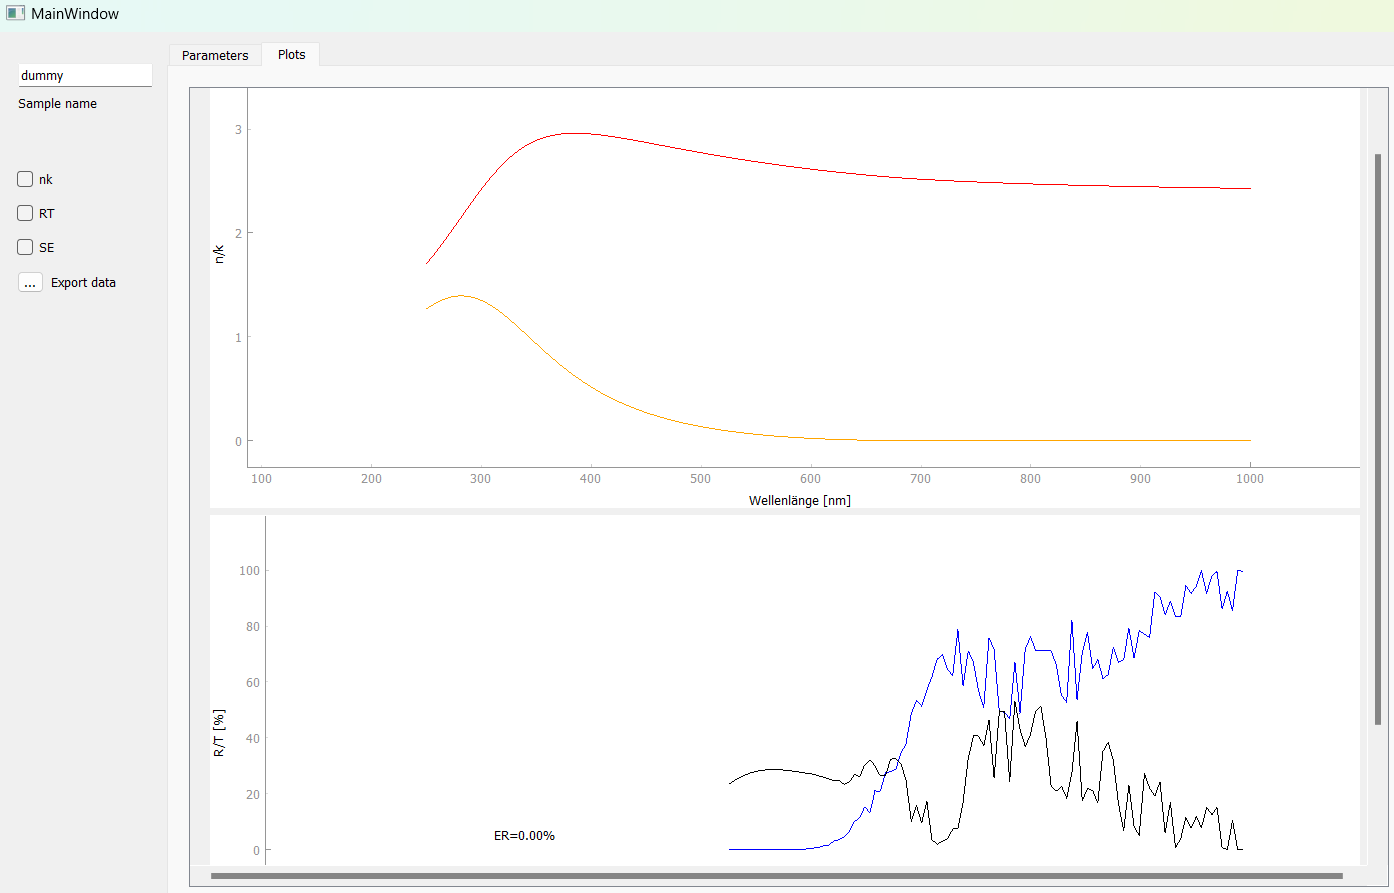 MainWindow
Parameters
Plots
dummy
Sample name
nk
RT
SE
... Export data
3
2
1
0
n/k
100 200 300 400 500 600 700 800 900 1000
Wellenlänge [nm]
100
80
60
40
20
0
R/T [%]
ER=0.00%